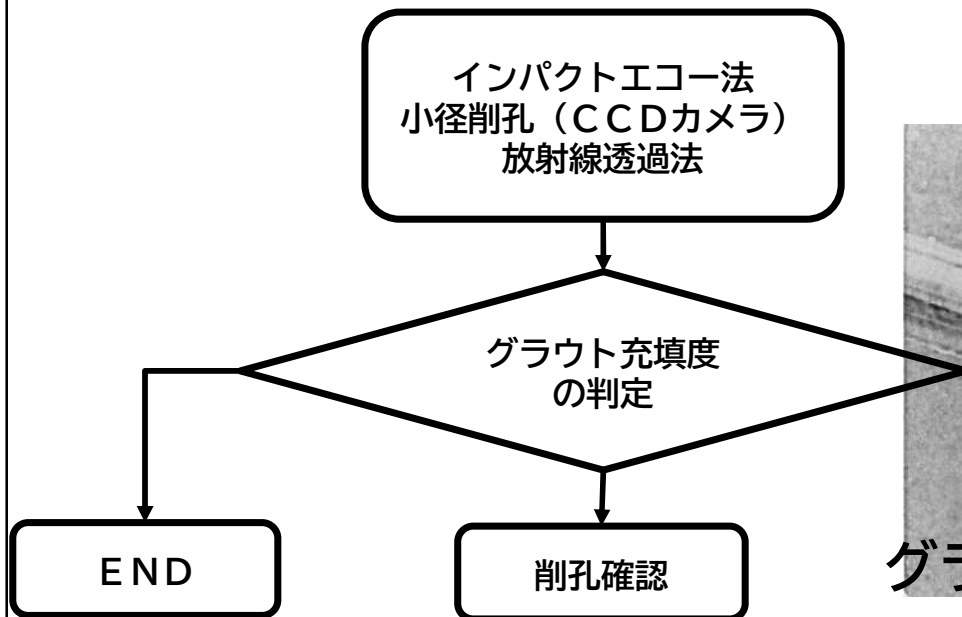 インパクトエコー法
小径削孔（ＣＣＤカメラ）
放射線透過法
グラウト充填度
の判定
ＥＮＤ
削孔確認
グラ